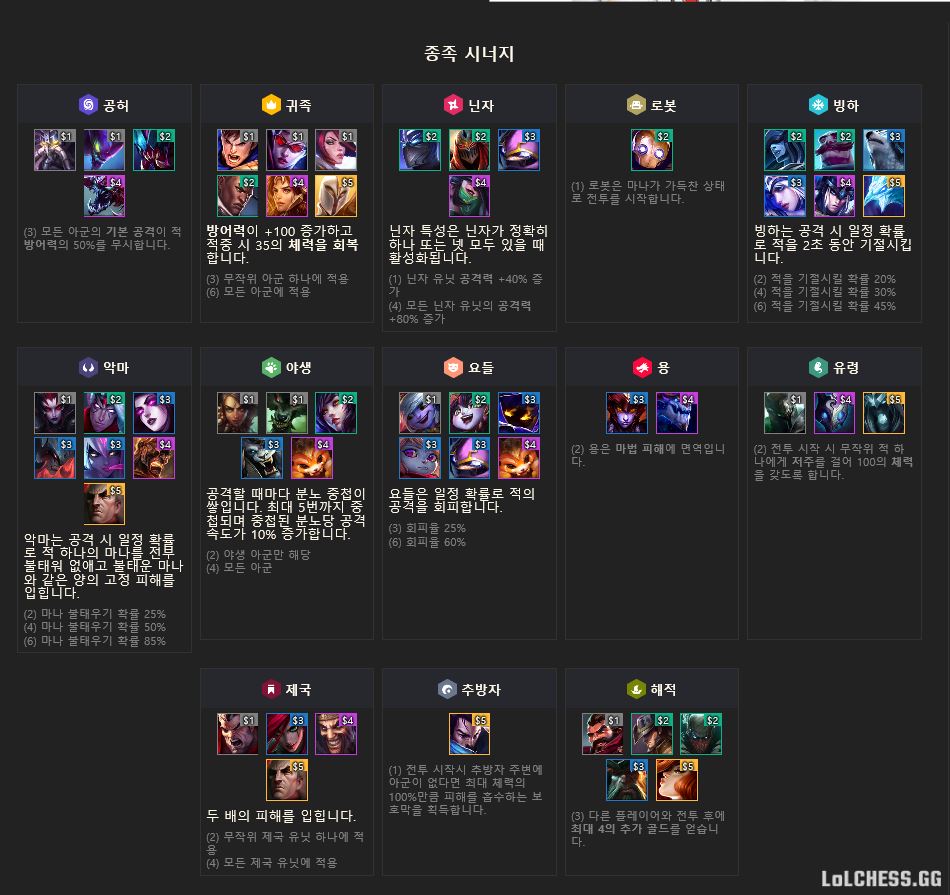 종족 시너지
공허
$1 $1 $2
$4
(3) 모든 아군의 기본 공격이 적
방어력의 50%를 무시합니다.
귀족
$1 $1 $1
$2 $4 $5
방어력이 +100 증가하고
적중 시 35의 체력을 회복
합니다.
(3) 무작위 아군 하나에 적용
(6) 모든 아군에 적용
닌자
$2 $2 $3
$4
닌자 특성은 닌자가 정확히
하나 또는 넷 모두 있을 때
활성화됩니다.
(1) 닌자 유닛 공격력 +40% 증
가
(4) 모든 닌자 유닛의 공격력
+80% 증가
로봇
$2
(1) 로봇은 마나가 가득찬 상태
로 전투를 시작합니다.
빙하
$2 $2 $3
$3 $4 $5
빙하는 공격 시 일정 확률
로 적을 2초 동안 기절시킵
니다.
(2) 적을 기절시킬 확률 20%
(4) 적을 기절시킬 확률 30%
(6) 적을 기절시킬 확률 45%
악마
$1 $2 $3
$3 $3 $4
$5
악마는 공격 시 일정 확률
로 적 하나의 마나를 전부
불태워 없애고 불태운 마나
와 같은 양의 고정 피해를
입힙니다.
(2) 마나 불태우기 확률 25%
(4) 마나 불태우기 확률 50%
(6) 마나 불태우기 확률 85%
야생
$1 $1 $2
$3 $4
공격할 때마다 분노 중첩이
쌓입니다. 최대 5번까지 중
첩되며 중첩된 분노당 공격
속도가 10% 증가합니다.
(2) 야생 아군만 해당
(4) 모든 아군
요들
$1 $2 $3
$3 $3 $4
요들은 일정 확률로 적의
공격을 회피합니다.
(3) 회피율 25%
(6) 회피율 60%
용
$3 $4
(2) 용은 마법 피해에 면역입니
다.
유령
$1 $4 $5
(2) 전투 시작 시 무작위 적 하
나에게 저주를 걸어 100의 체력
을 갖도록 합니다.
제국
$1 $3 $4
$5
두 배의 피해를 입힙니다.
(2) 무작위 제국 유닛 하나에 적
용
(4) 모든 제국 유닛에 적용
추방자
$5
(1) 전투 시작시 추방자 주변에
아군이 없다면 최대 체력의
100%만큼 피해를 흡수하는 보
호막을 획득합니다.
해적
$1 $2 $2
$3 $5
(3) 다른 플레이어와 전투 후에
최대 4의 추가 골드를 얻습니
다.
LoLCHESS.GG